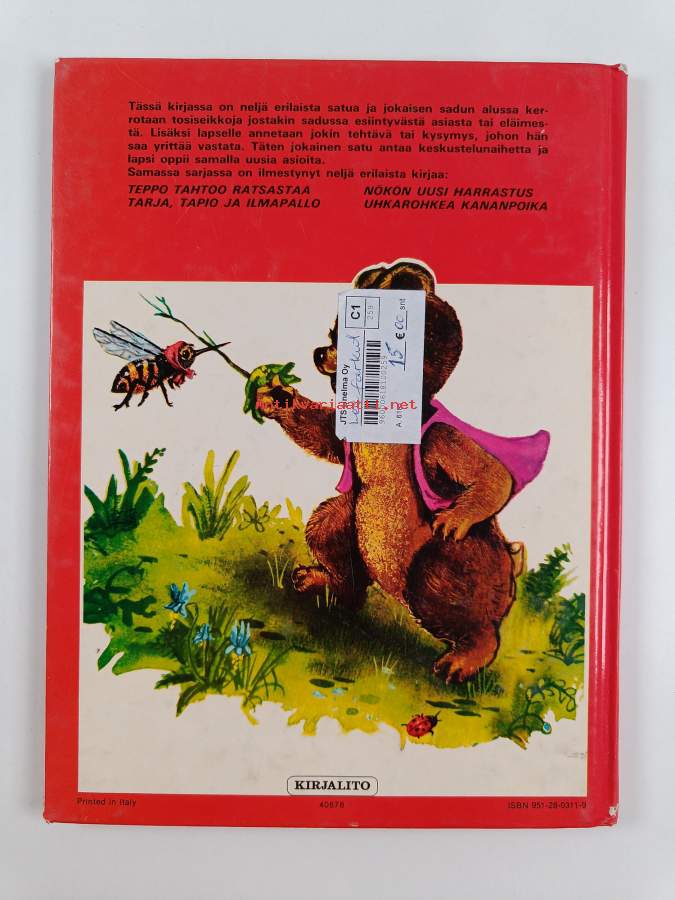 Tässä kirjassa on neljä erilaista satua ja jokaisen sadun alussa ker-
rotaan tosiseikkoja jostakin sadussa esiintyvästä asiasta tai eläimes-
tä. Lisäksi lapselle annetaan jokin tehtävä tai kysymys, johon hän
saa yrittää vastata. Täten jokainen satu antaa keskustelunaihetta ja
lapsi oppii samalla uusia asioita.
Samassa sarjassa on ilmestynyt neljä erilaista kirjaa:
TEPPO TAHTOO RATSASTAA NÖKÖN UUSI HARRASTUS
TARJA, TAPIO JA ILMAPALLO UHKAROHKEA KANANPOIKA
C1
259
15 € 00 snt
KIRJALITO
Printed in Italy 40678 ISBN 951-28-0311-9